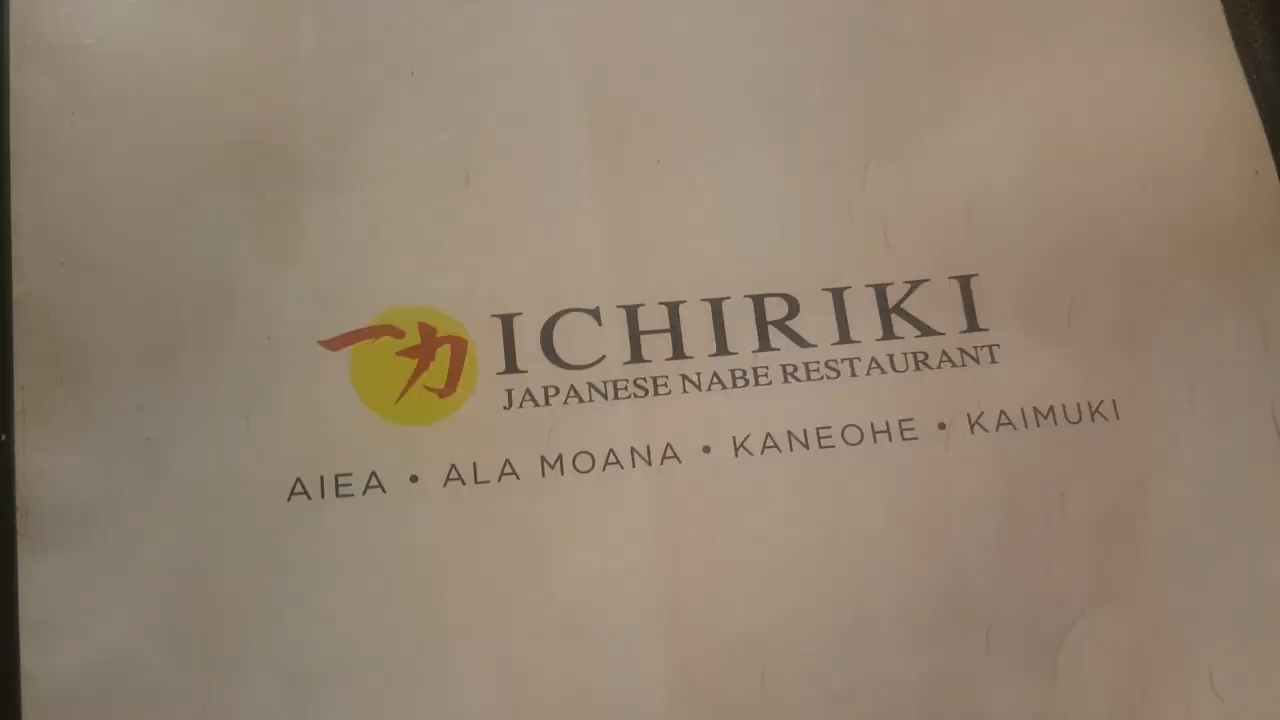 一力 ICHIRIKI
JAPANESE NABE RESTAURANT
AIEA • ALA MOANA • KANEOHE • KAIMUKI